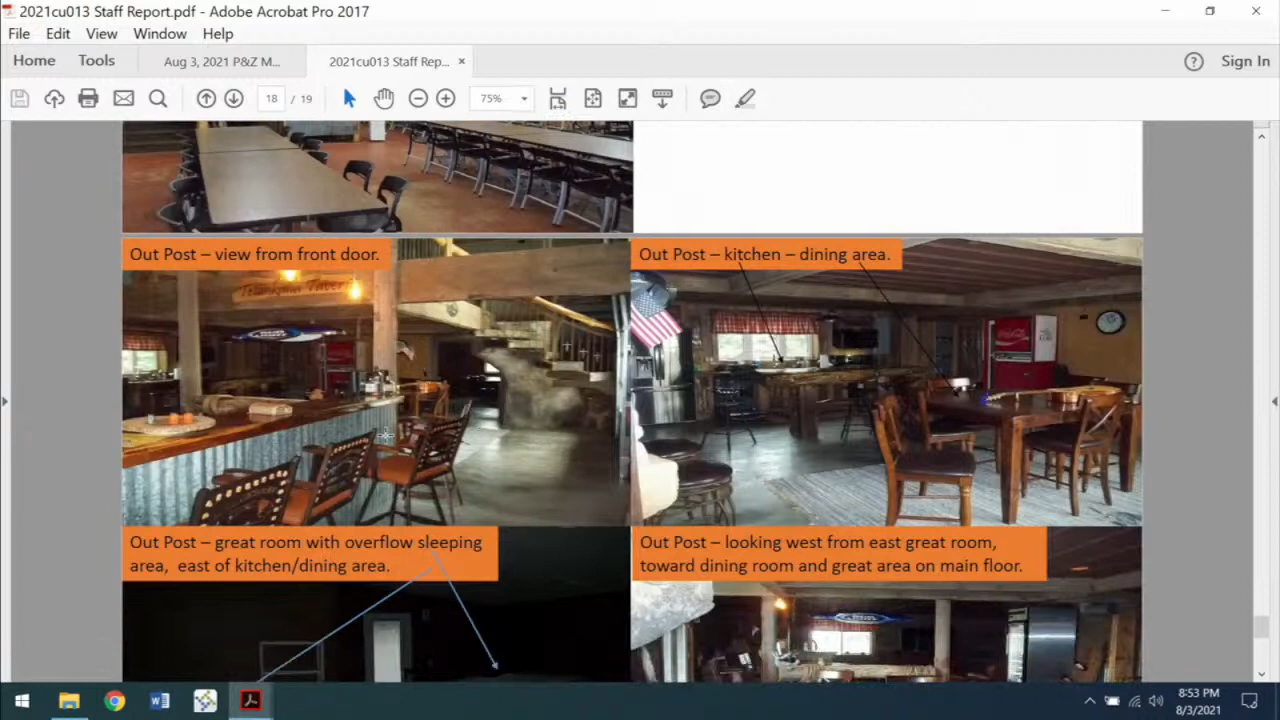 2021cu013 Staff Report.pdf - Adobe Acrobat Pro 2017
File Edit View Window Help
Home Tools Aug 3, 2021 P&Z M... 2021cu013 Staff Rep... ×
? Sign In
18 / 19 75%
Out Post – view from front door.
Out Post – kitchen – dining area.
Coca-Cola
Out Post – great room with overflow sleeping
area, east of kitchen/dining area.
Out Post – looking west from east great room,
toward dining room and great area on main floor.
8:53 PM
8/3/2021